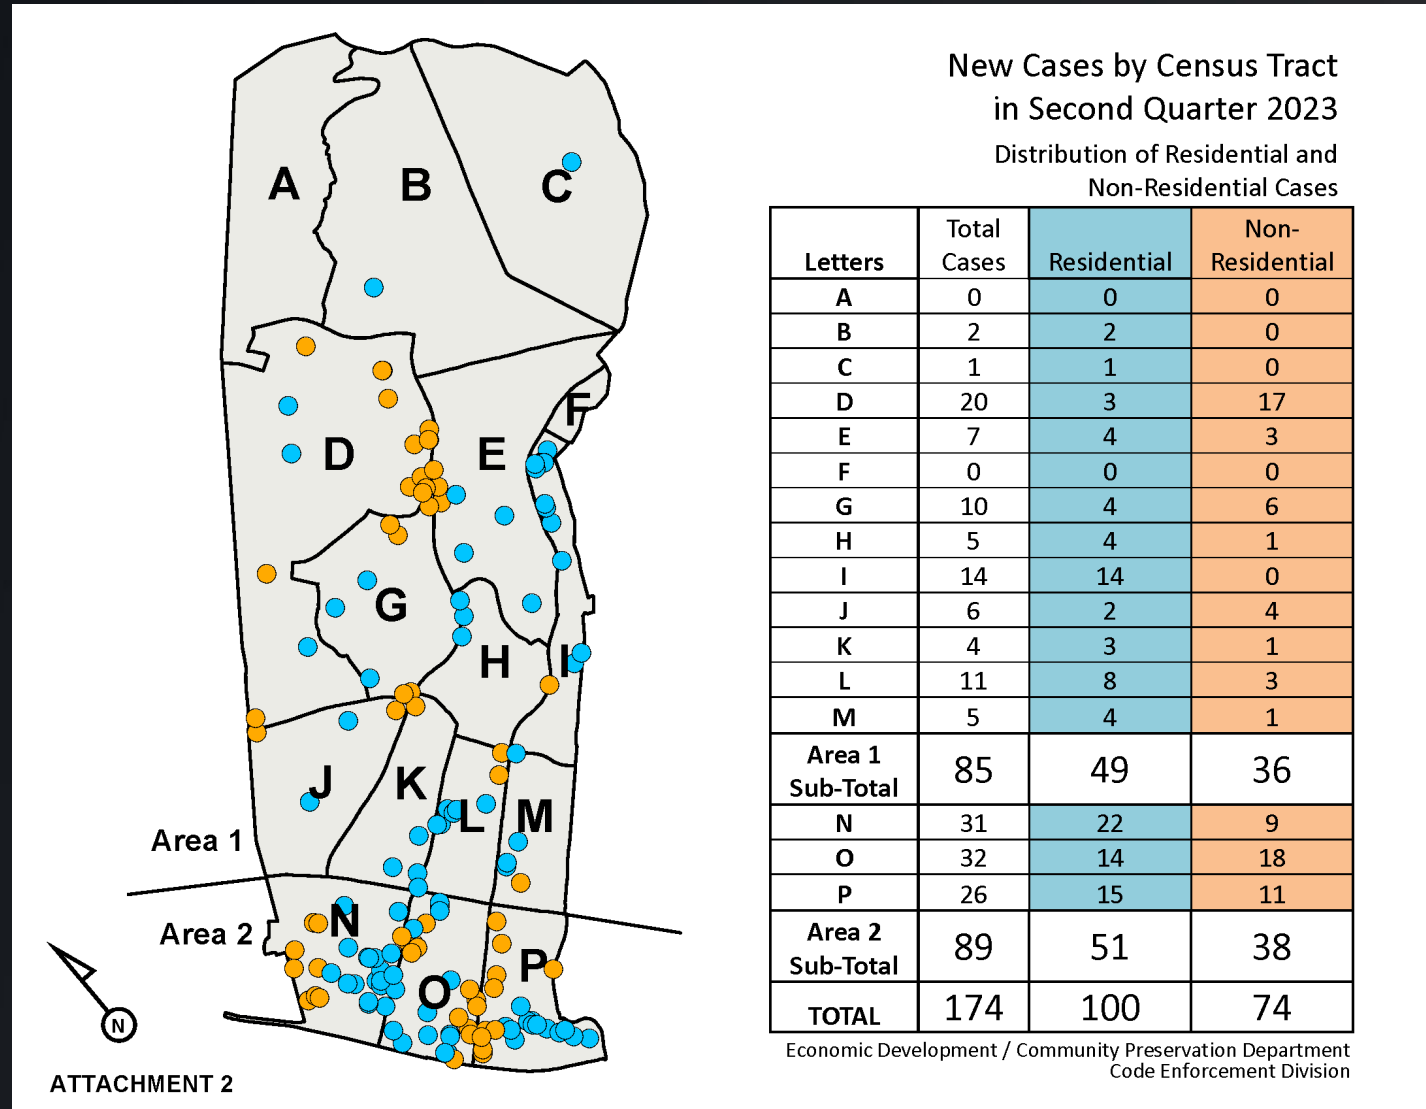 New Cases by Census Tract
in Second Quarter 2023
Distribution of Residential and
Non-Residential Cases
A
B
C
D
E
F
G
H
I
J
K
L
M
Area 1
Area 2
N
O
P
N
ATTACHMENT 2
Letters Total Cases Residential Non-Residential
A 0 0 0
B 2 2 0
C 1 1 0
D 20 3 17
E 7 4 3
F 0 0 0
G 10 4 6
H 5 4 1
I 14 14 0
J 6 2 4
K 4 3 1
L 11 8 3
M 5 4 1
Area 1 Sub-Total 85 49 36
N 31 22 9
O 32 14 18
P 26 15 11
Area 2 Sub-Total 89 51 38
TOTAL 174 100 74
Economic Development / Community Preservation Department
Code Enforcement Division